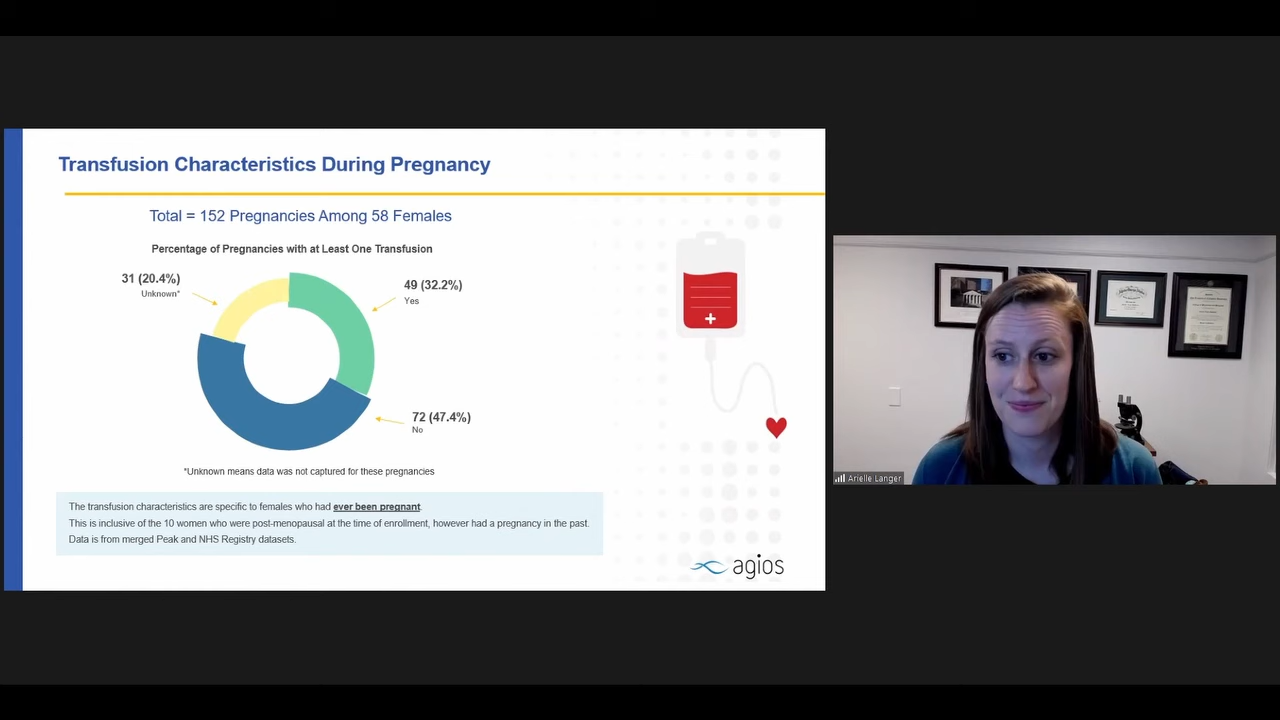 Transfusion Characteristics During Pregnancy
Total = 152 Pregnancies Among 58 Females
Percentage of Pregnancies with at Least One Transfusion
31 (20.4%)
Unknown*
49 (32.2%)
Yes
72 (47.4%)
No
*Unknown means data was not captured for these pregnancies
The transfusion characteristics are specific to females who had ever been pregnant.
This is inclusive of the 10 women who were post-menopausal at the time of enrollment, however had a pregnancy in the past.
Data is from merged Peak and NHS Registry datasets.
agios
Arielle Langer